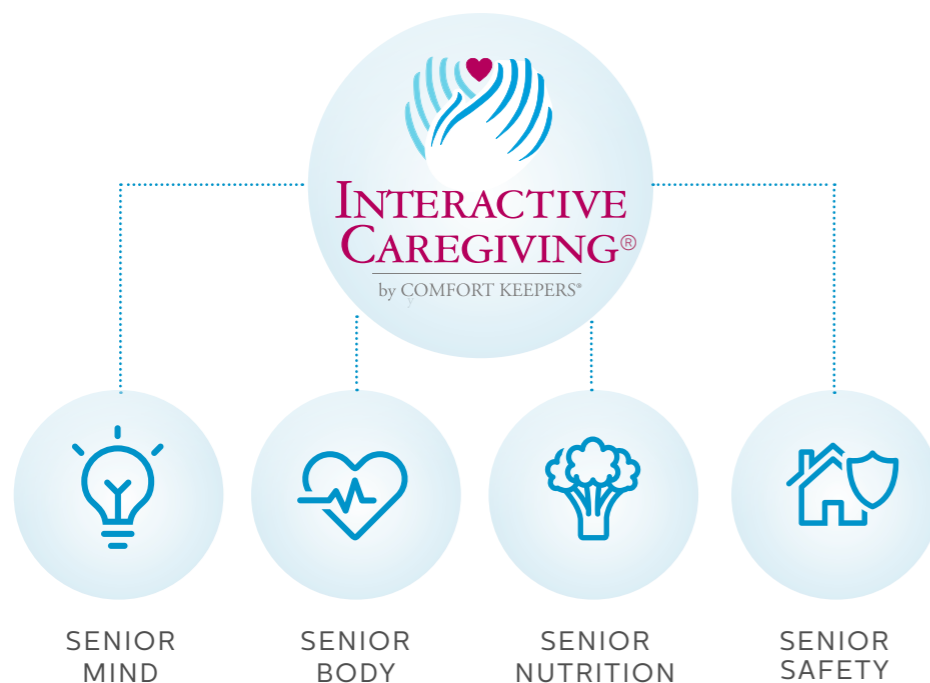 INTERACTIVE
CAREGIVING®
by COMFORT KEEPERS®
SENIOR
MIND
SENIOR
BODY
SENIOR
NUTRITION
SENIOR
SAFETY